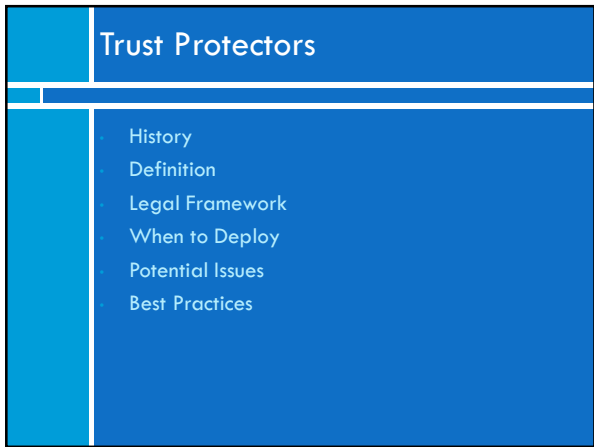 Trust Protectors
History
Definition
Legal Framework
When to Deploy
Potential Issues
Best Practices